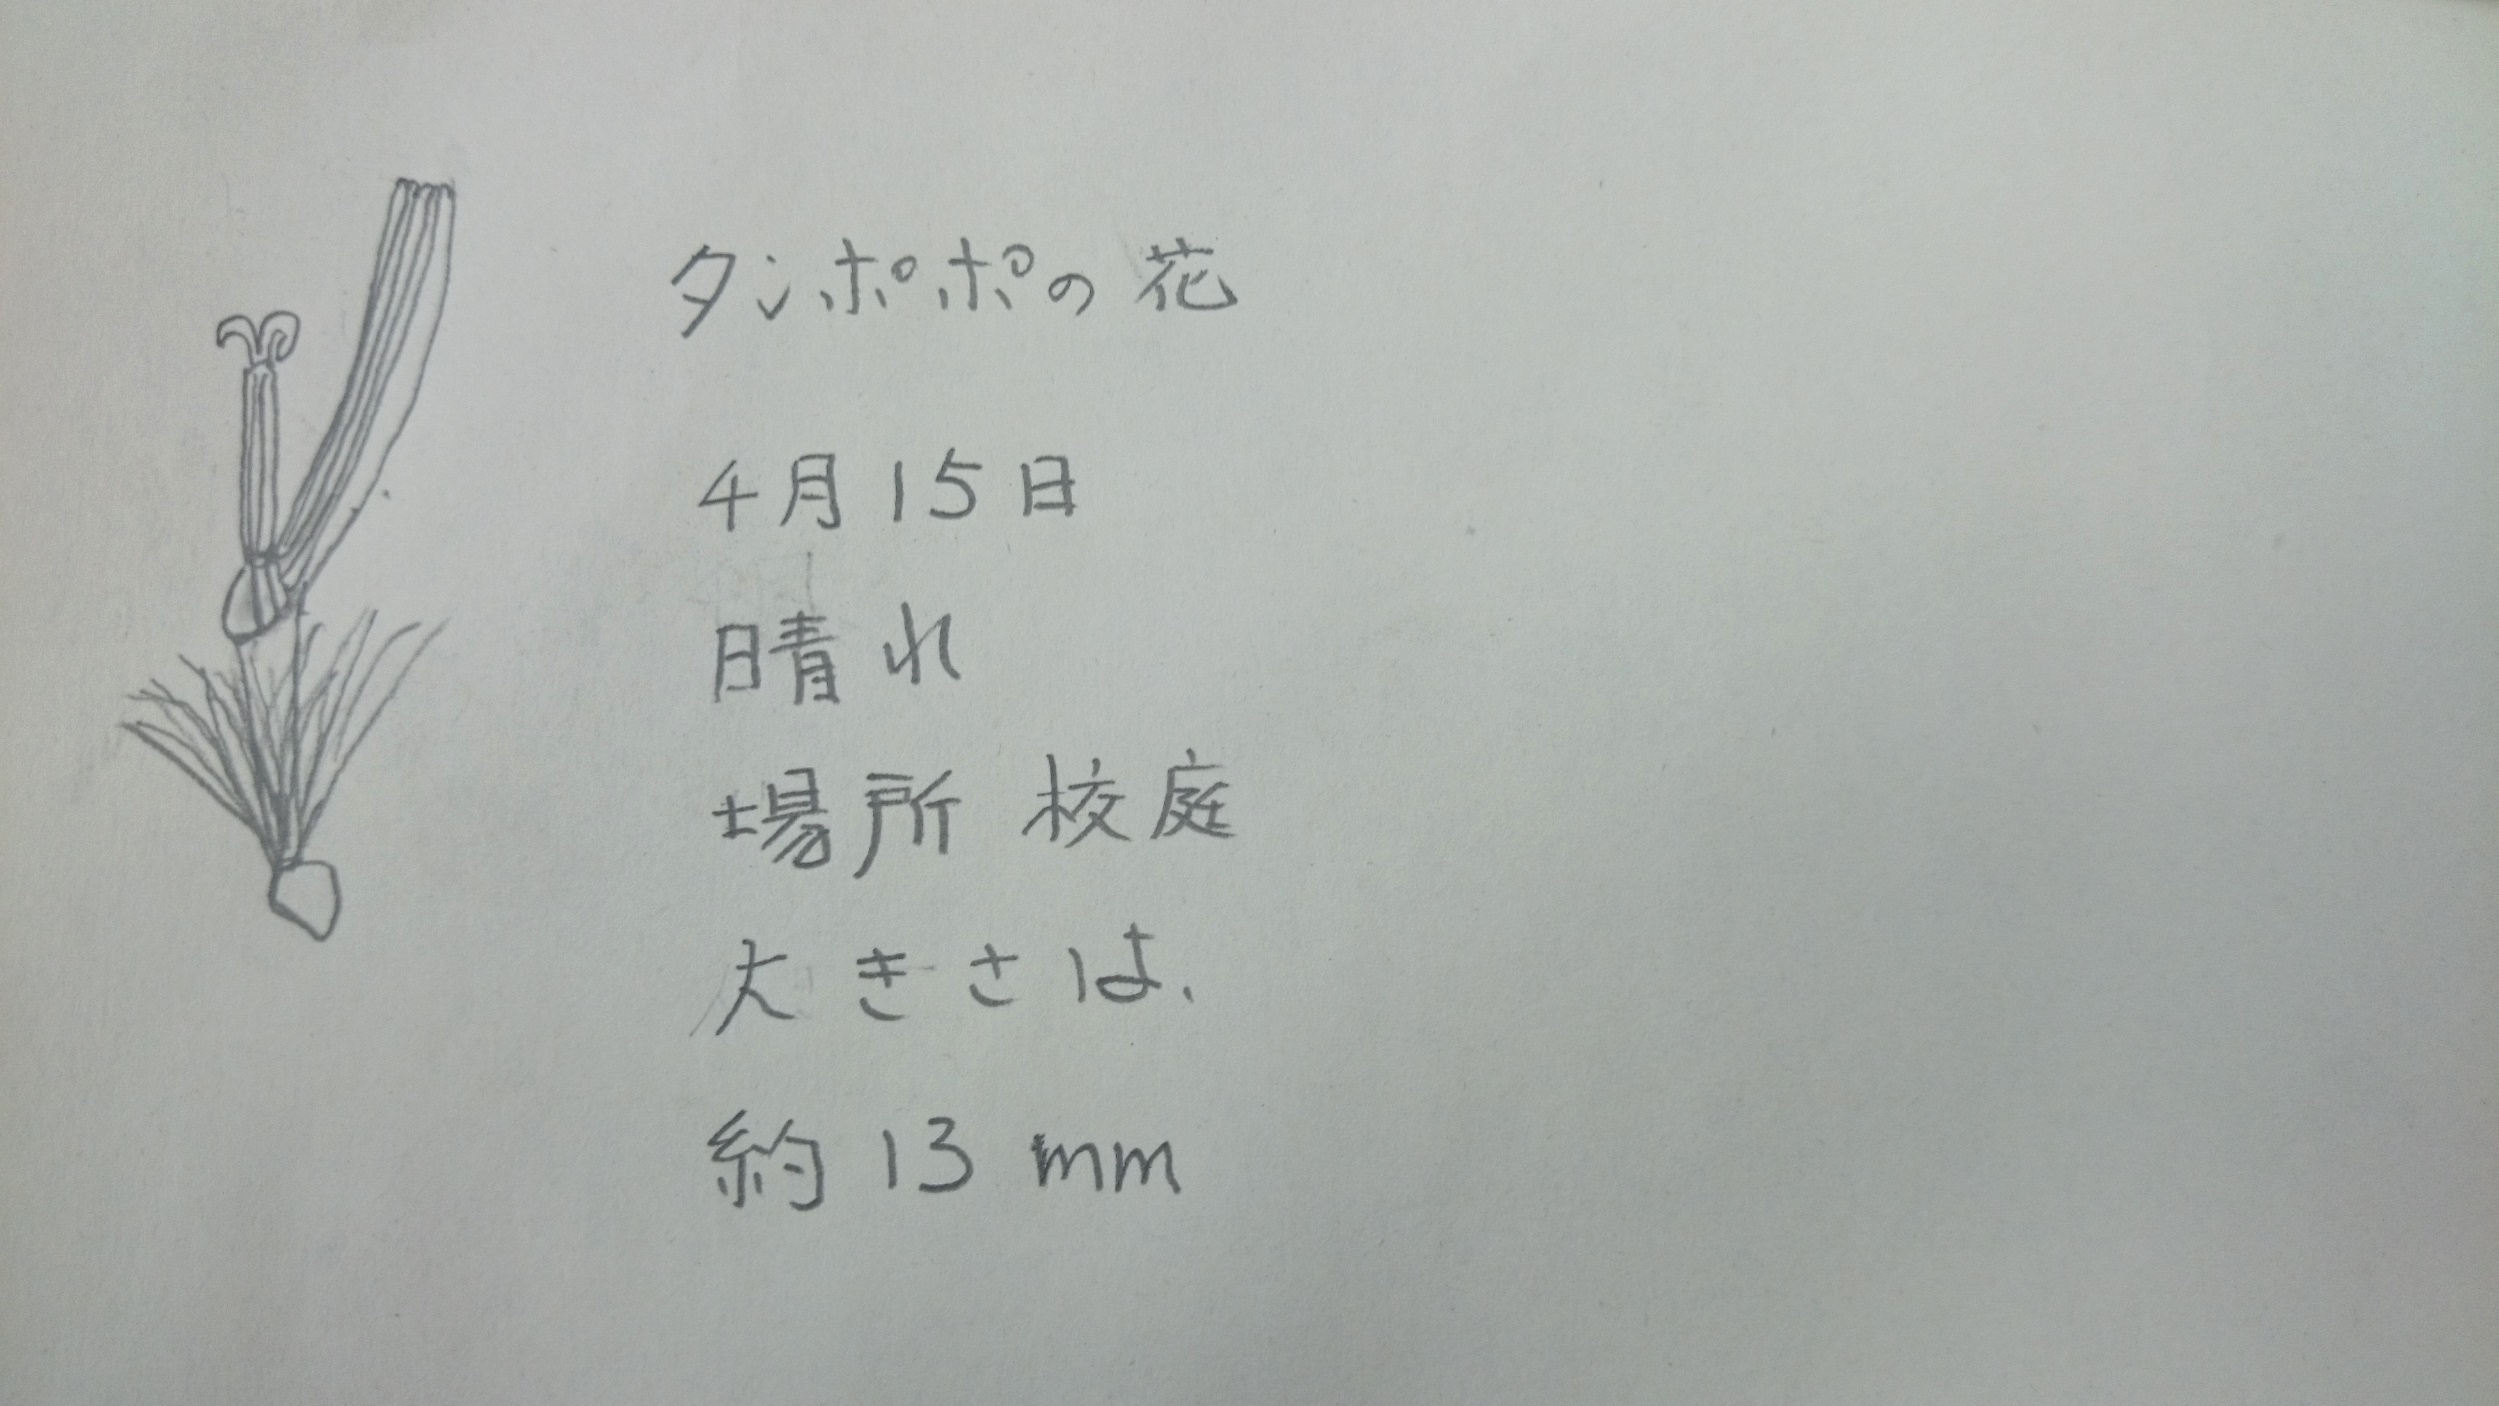 タンポポの花
4月15日
晴れ
場所 校庭
大きさは、
約13mm